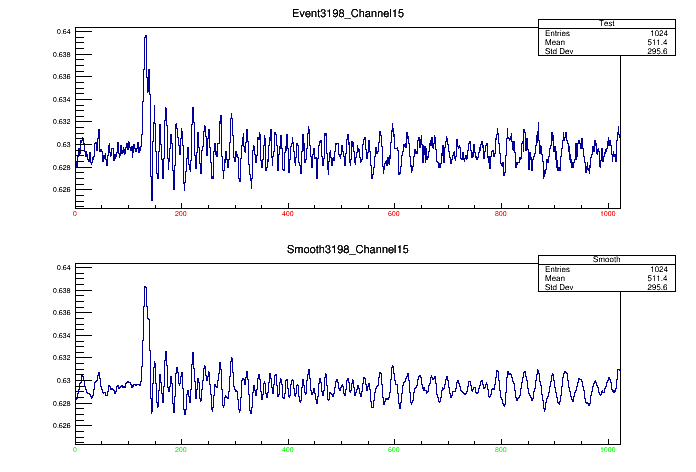 Event3198_Channel15
Test
Entries 1024
Mean 511.4
Std Dev 295.6
0.64
0.638
0.636
0.634
0.632
0.63
0.628
0.626
0 200 400 600 800 1000
Smooth3198_Channel15
Smooth
Entries 1024
Mean 511.4
Std Dev 295.6
0.64
0.638
0.636
0.634
0.632
0.63
0.628
0.626
0 200 400 600 800 1000